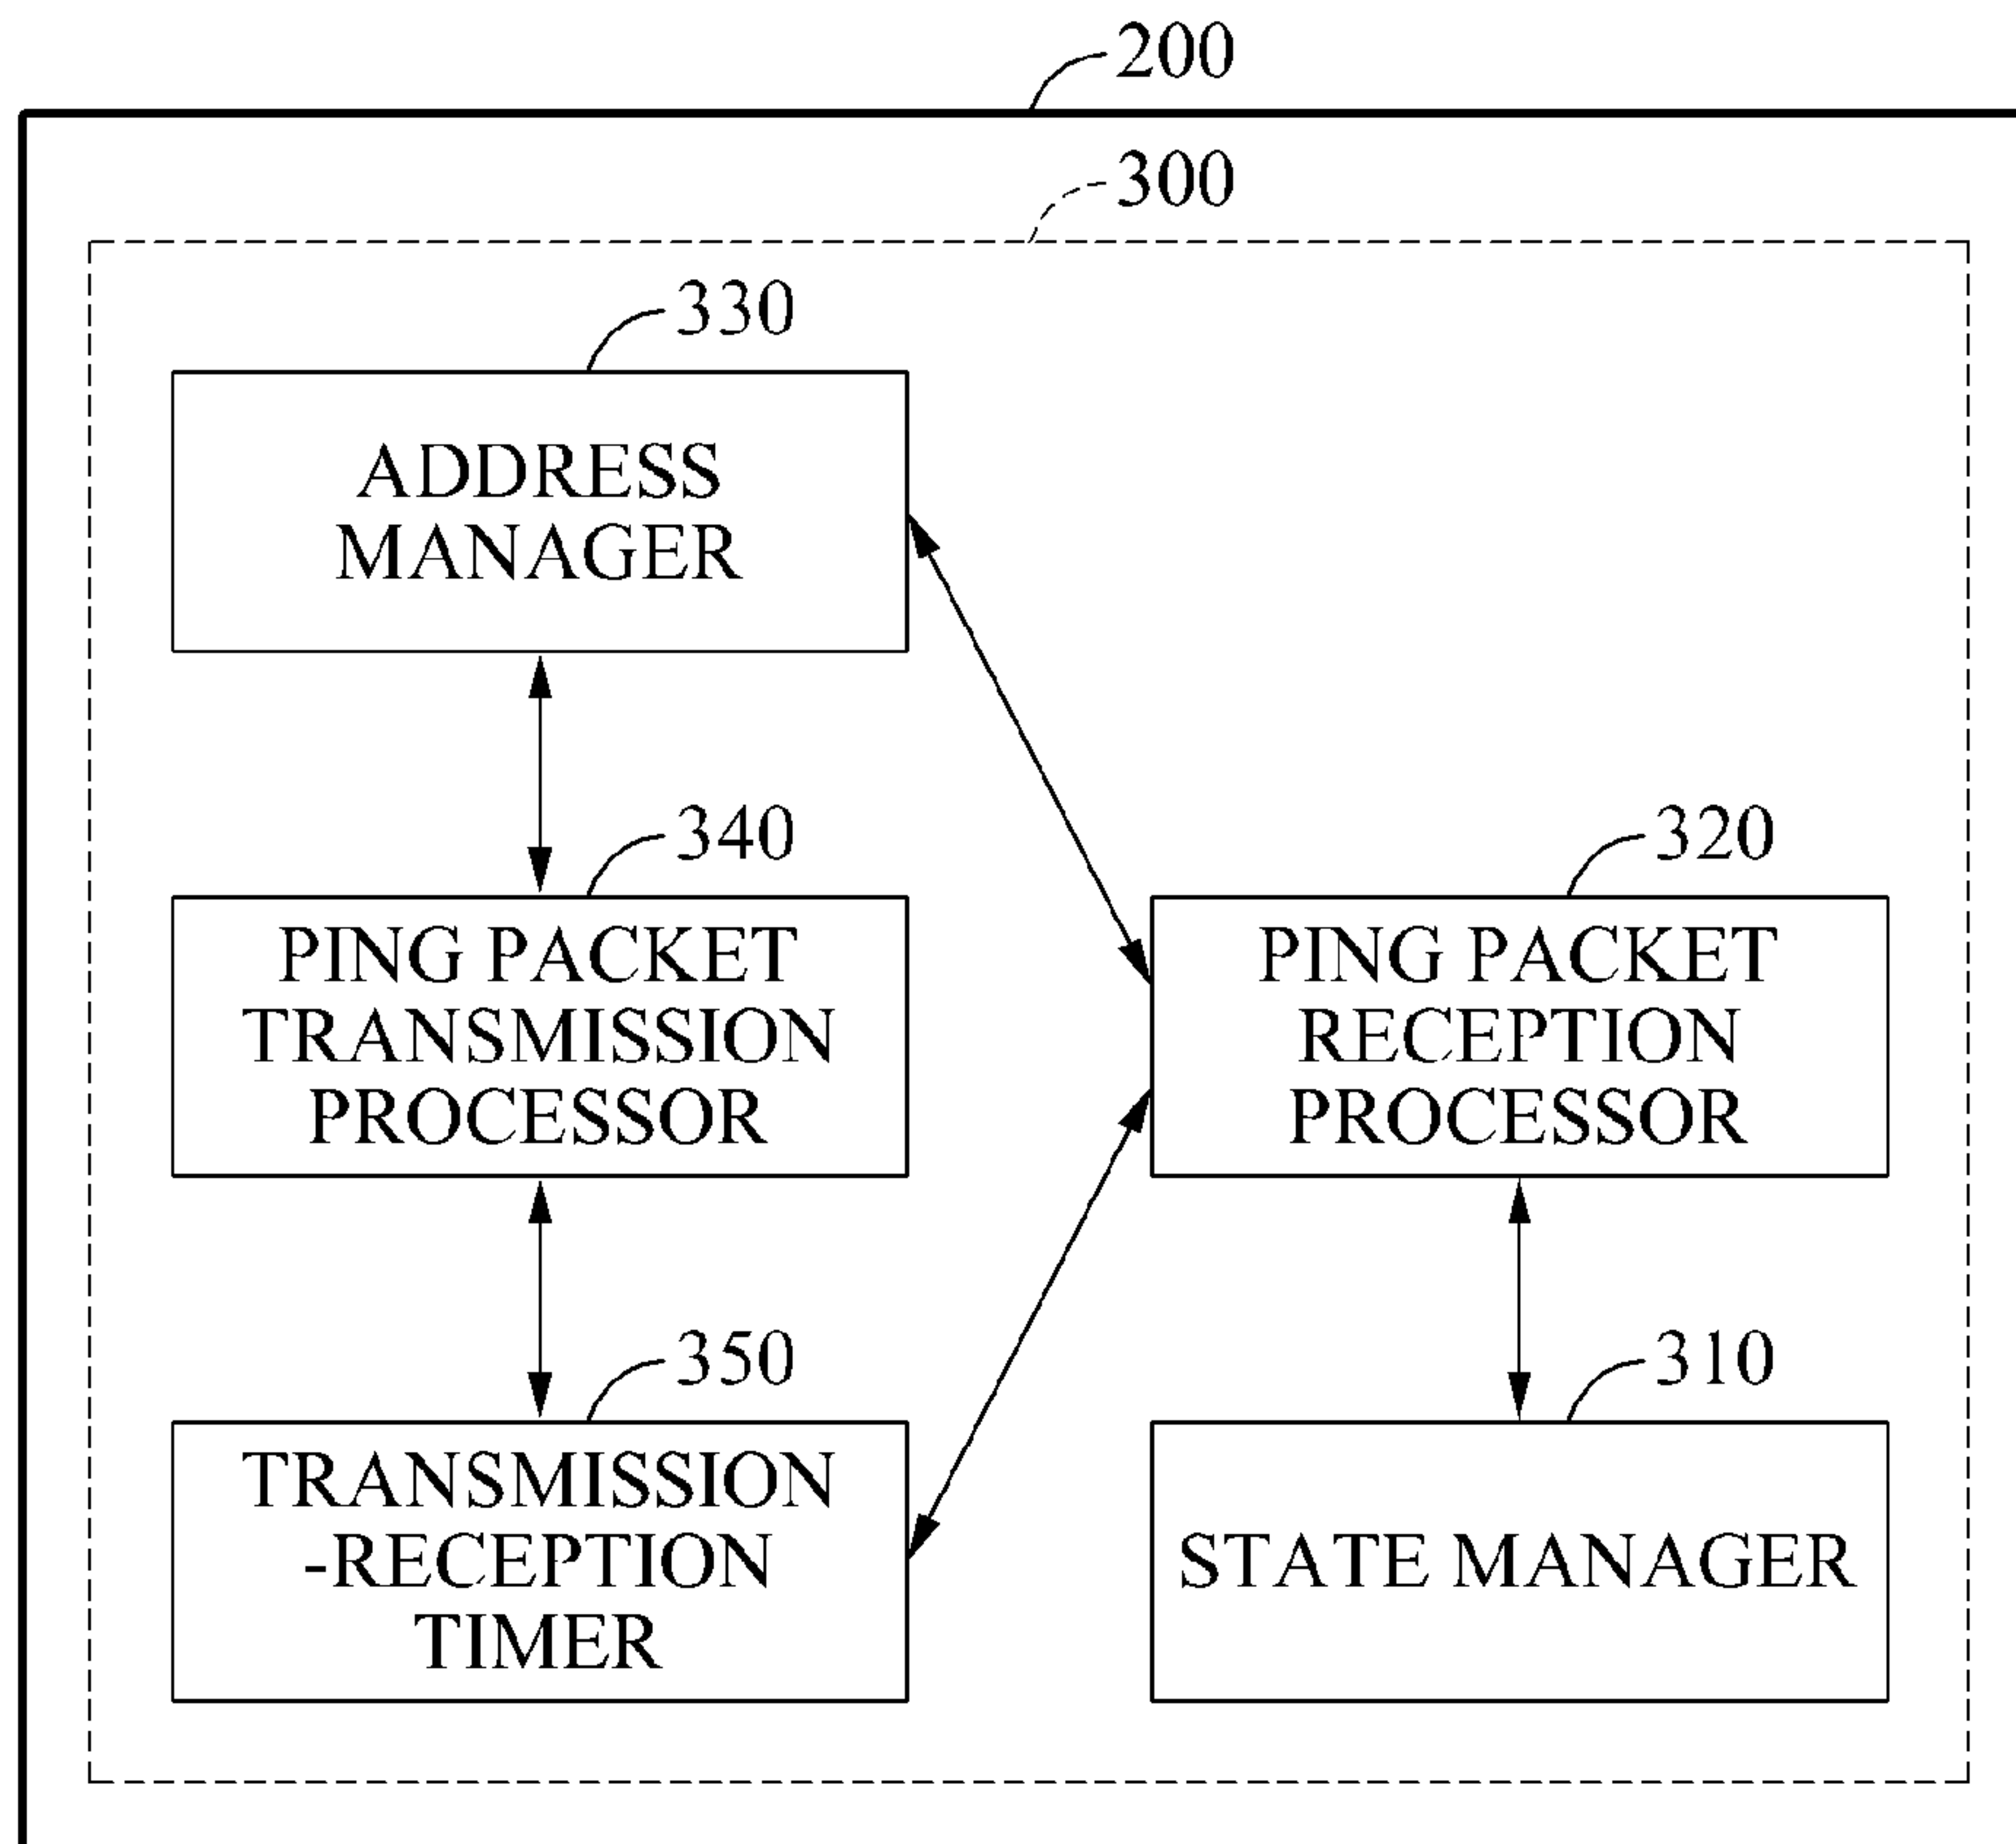 200
300
330
ADDRESS
MANAGER
340
PING PACKET
TRANSMISSION
PROCESSOR
320
PING PACKET
RECEPTION
PROCESSOR
350
TRANSMISSION
-RECEPTION
TIMER
310
STATE MANAGER